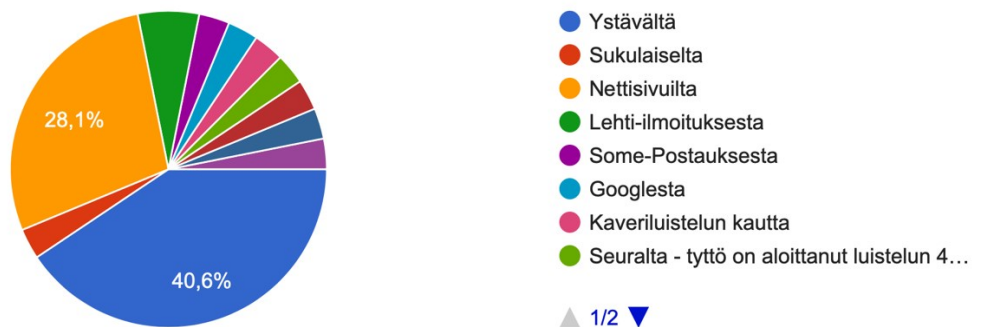 Ystävältä
Sukulaiselta
Nettisivuilta
Lehti-ilmoituksesta
Some-Postauksesta
Googlesta
Kaveriluistelun kautta
Seuralta - tyttö on aloittanut luistelun 4…
1/2
28,1%
40,6%